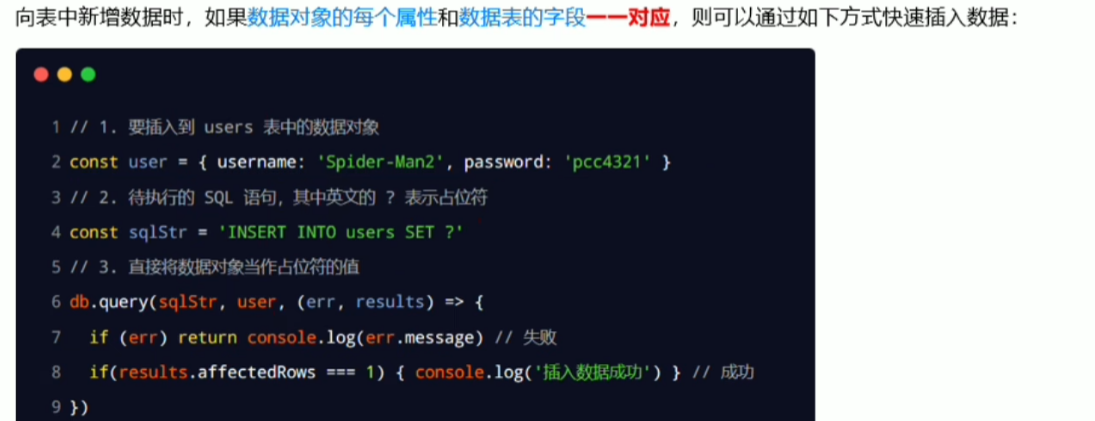 向表中新增数据时，如果数据对象的每个属性和数据表的字段一一对应，则可以通过如下方式快速插入数据：
1 // 1. 要插入到 users 表中的数据对象
2 const user = { username: 'Spider-Man2', password: 'pcc4321' }
3 // 2. 待执行的 SQL 语句，其中英文的 ? 表示占位符
4 const sqlStr = 'INSERT INTO users SET ?'
5 // 3. 直接将数据对象当作占位符的值
6 db.query(sqlStr, user, (err, results) => {
7   if (err) return console.log(err.message) // 失败
8   if(results.affectedRows === 1) { console.log('插入数据成功') } // 成功
9 })